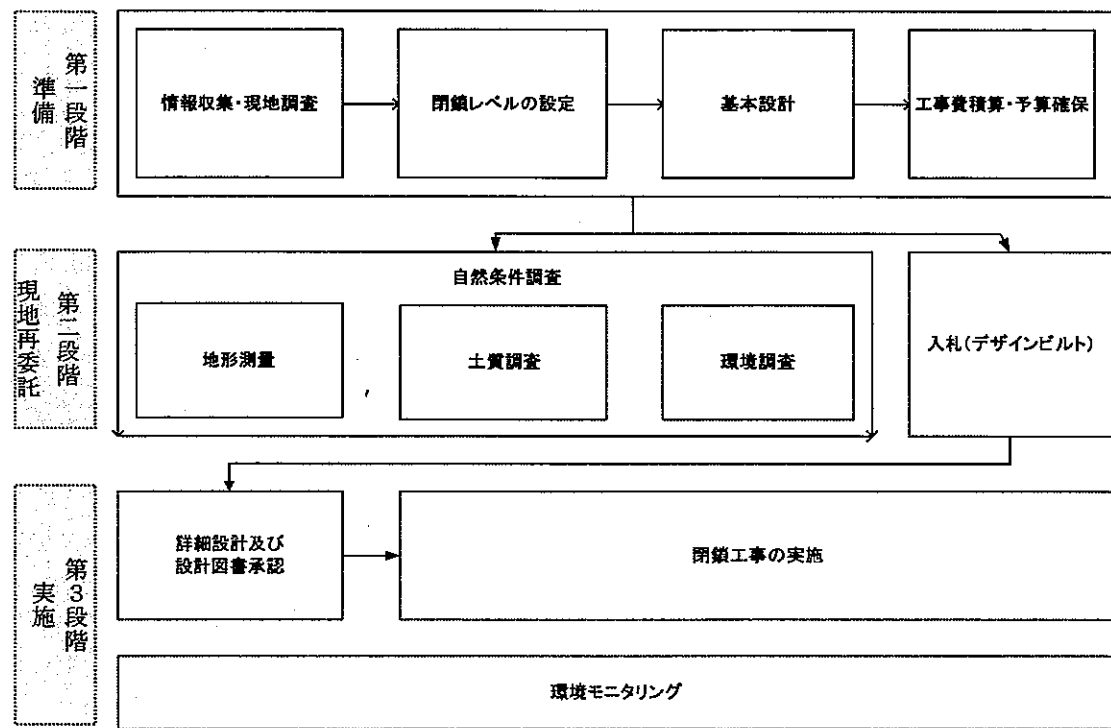 第一段階
準備
情報収集・現地調査
閉鎖レベルの設定
基本設計
工事費積算・予算確保
第二段階
現地再委託
自然条件調査
地形測量
土質調査
環境調査
入札(デザインビルト)
第3段階
実施
詳細設計及び
設計図書承認
閉鎖工事の実施
環境モニタリング